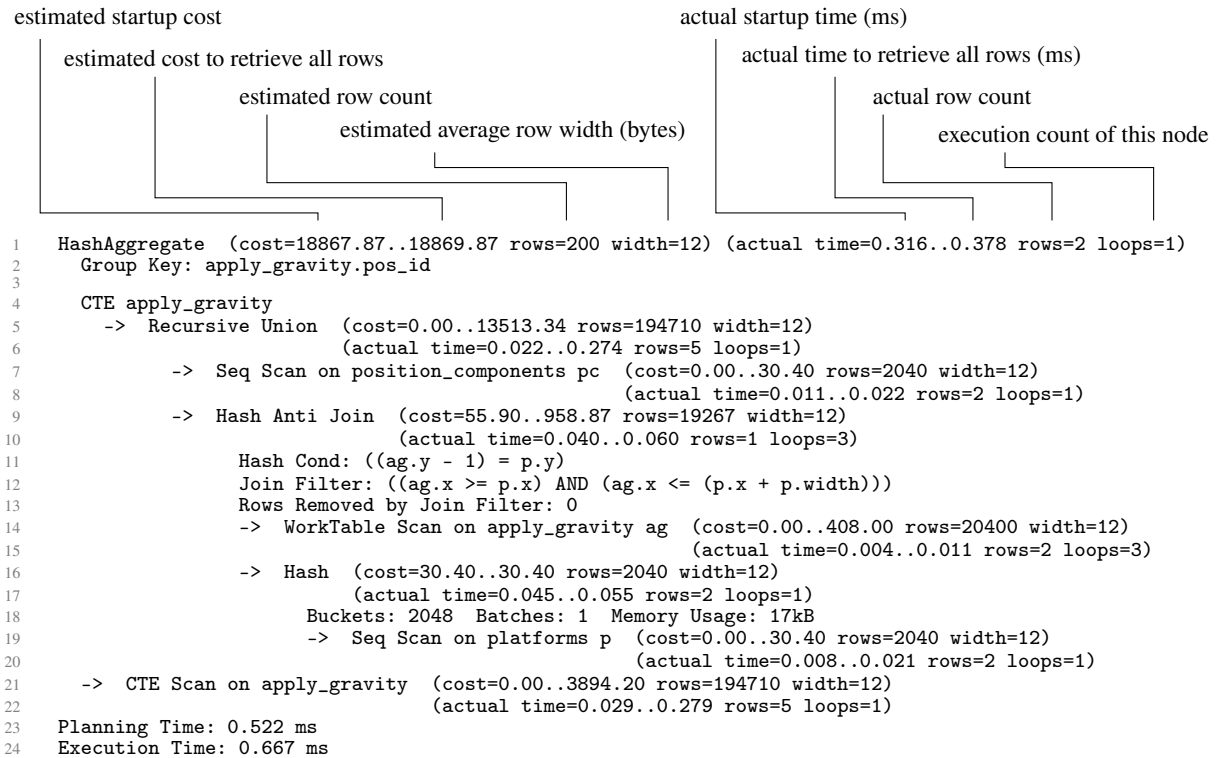 estimated startup cost
actual startup time (ms)
estimated cost to retrieve all rows
actual time to retrieve all rows (ms)
estimated row count
actual row count
estimated average row width (bytes)
execution count of this node
1 HashAggregate (cost=18867.87..18869.87 rows=200 width=12) (actual time=0.316..0.378 rows=2 loops=1)
2 Group Key: apply_gravity.pos_id
3
4 CTE apply_gravity
5 -> Recursive Union (cost=0.00..13513.34 rows=194710 width=12)
6 (actual time=0.022..0.274 rows=5 loops=1)
7 -> Seq Scan on position_components pc (cost=0.00..30.40 rows=2040 width=12)
8 (actual time=0.011..0.022 rows=2 loops=1)
9 -> Hash Anti Join (cost=55.90..958.87 rows=19267 width=12)
10 (actual time=0.040..0.060 rows=1 loops=3)
11 Hash Cond: ((ag.y - 1) = p.y)
12 Join Filter: ((ag.x >= p.x) AND (ag.x <= (p.x + p.width)))
13 Rows Removed by Join Filter: 0
14 -> WorkTable Scan on apply_gravity ag (cost=0.00..408.00 rows=20400 width=12)
15 (actual time=0.004..0.011 rows=2 loops=3)
16 -> Hash (cost=30.40..30.40 rows=2040 width=12)
17 (actual time=0.045..0.055 rows=2 loops=1)
18 Buckets: 2048 Batches: 1 Memory Usage: 17kB
19 -> Seq Scan on platforms p (cost=0.00..30.40 rows=2040 width=12)
20 (actual time=0.008..0.021 rows=2 loops=1)
21 -> CTE Scan on apply_gravity (cost=0.00..3894.20 rows=194710 width=12)
22 (actual time=0.029..0.279 rows=5 loops=1)
23 Planning Time: 0.522 ms
24 Execution Time: 0.667 ms